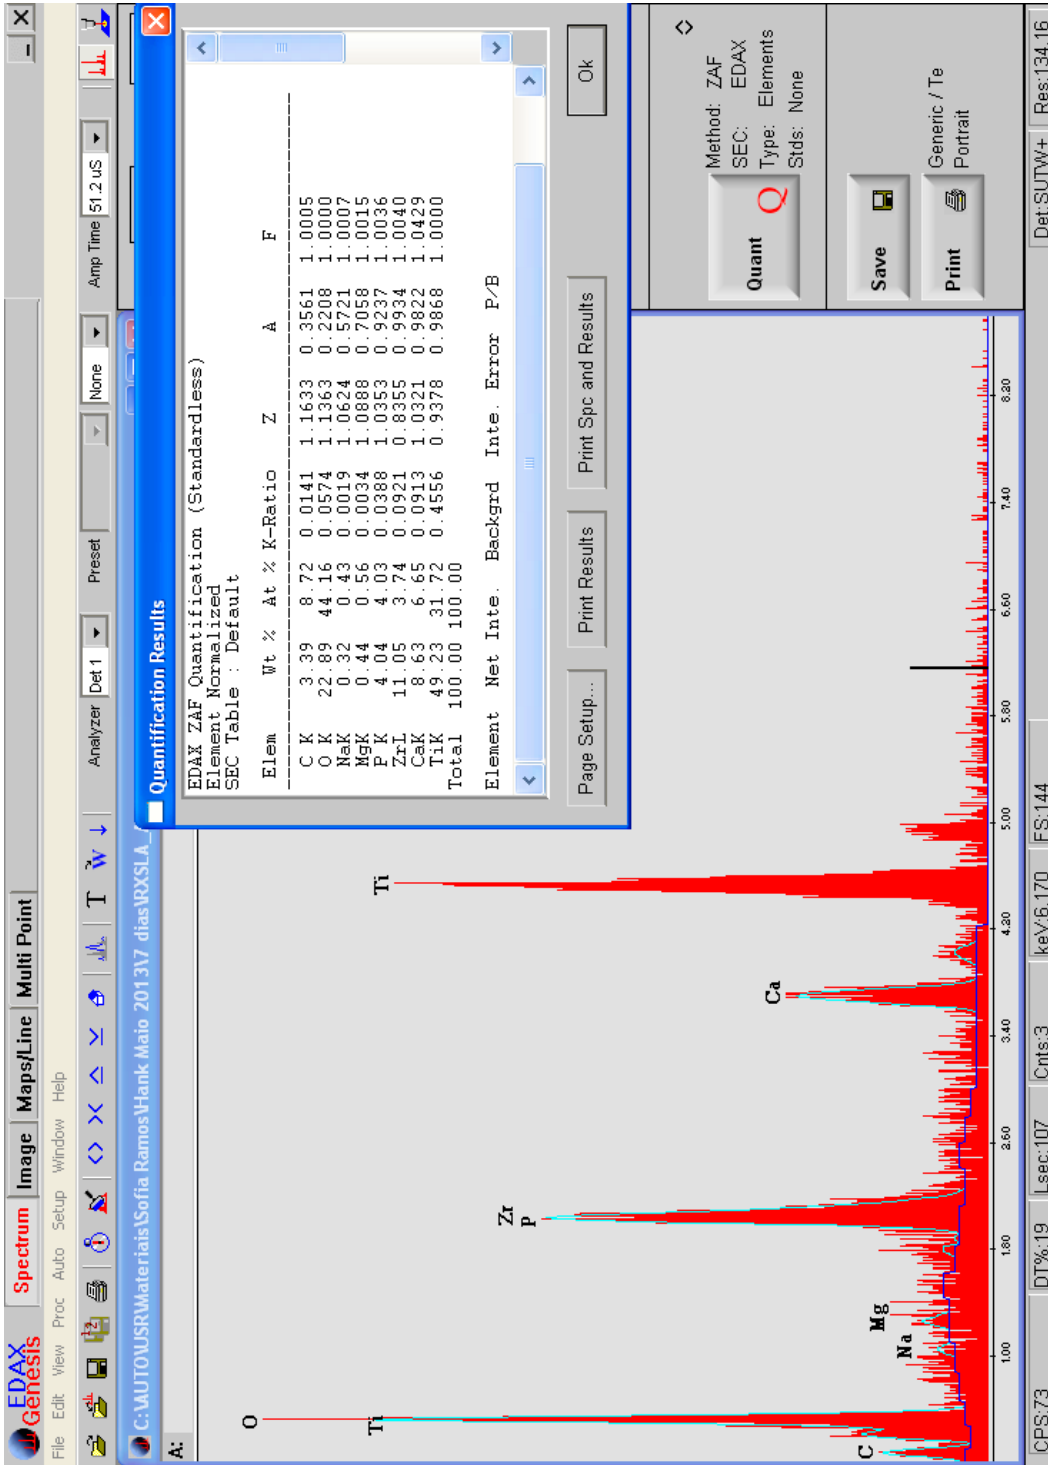 EDAX
Genesis
Spectrum Image Maps/Line Multi Point
File Edit View Proc Auto Setup Window Help
Analyzer Det 1 Preset None Amp Time 51.2 uS
C:\AUTO\USR\Materiais\Sofia Ramos\Hank Maio 2013\7 dias\RXSLA_
A:
Quantification Results
EDAX ZAF Quantification (Standardless)
Element Normalized
SEC Table : Default
Elem Wt % At % K-Ratio Z A F
C K 3.39 8.72 0.0141 1.1633 0.3561 1.0005
O K 22.89 44.16 0.0574 1.1363 0.2208 1.0000
NaK 0.32 0.43 0.0019 1.0624 0.5721 1.0007
MgK 0.44 0.56 0.0034 1.0888 0.7058 1.0015
P K 4.04 4.03 0.0388 1.0353 0.9237 1.0036
ZrL 11.05 3.74 0.0921 0.8355 0.9934 1.0040
CaK 8.63 6.65 0.0913 1.0321 0.9822 1.0429
TiK 49.23 31.72 0.4556 0.9378 0.9868 1.0000
Total 100.00 100.00
Element Net Inte. Backgrd Inte. Error P/B
Page Setup... Print Results Print Spc and Results Ok
O
Ti
C
Na
Mg
Zr
P
Ca
Ti
1.00 1.80 2.60 3.40 4.20 5.00 5.80 6.60 7.40 8.20
Quant Q
Method: ZAF
SEC: EDAX
Type: Elements
Stds: None
Save
Print
Generic / Te
Portrait
CPS:73 DT%:19 Lsec:107 Cnts:3 keV:6.170 FS:144 Det:SUTW+ Res:134.16